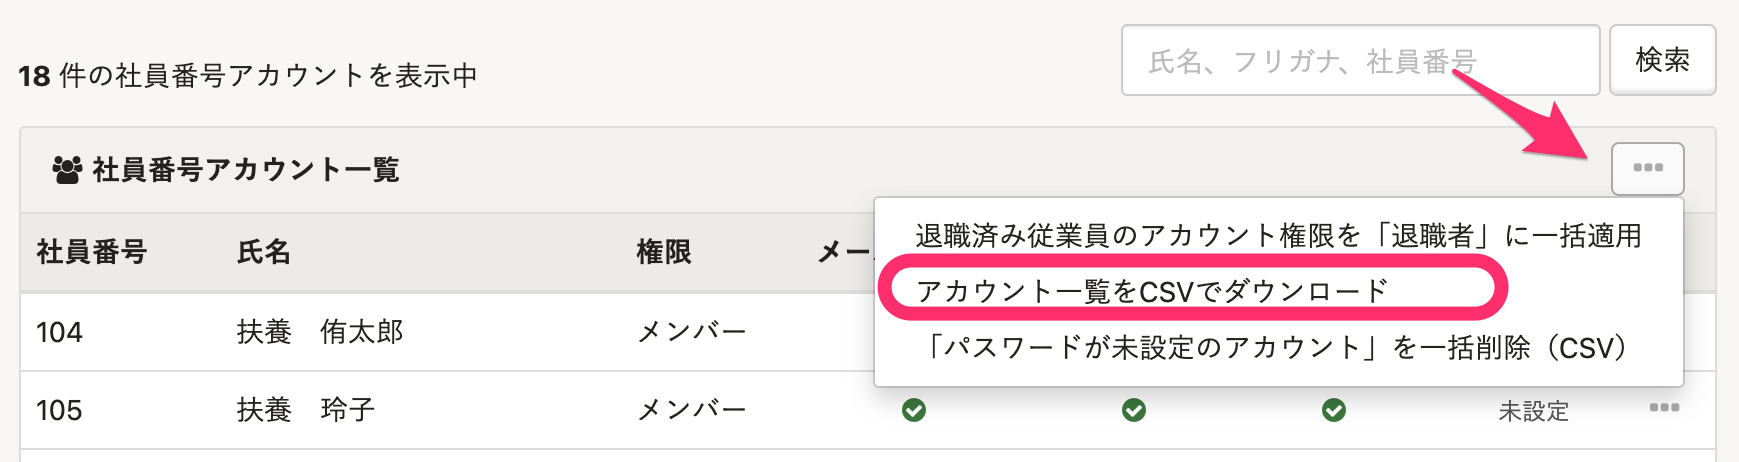 18 件の社員番号アカウントを表示中
氏名、フリガナ、社員番号
検索
社員番号アカウント一覧
社員番号 氏名 権限 メー
退職済み従業員のアカウント権限を「退職者」に一括適用
アカウント一覧をCSVでダウンロード
「パスワードが未設定のアカウント」を一括削除（CSV）
104 扶養　侑太郎 メンバー
105 扶養　玲子 メンバー 未設定